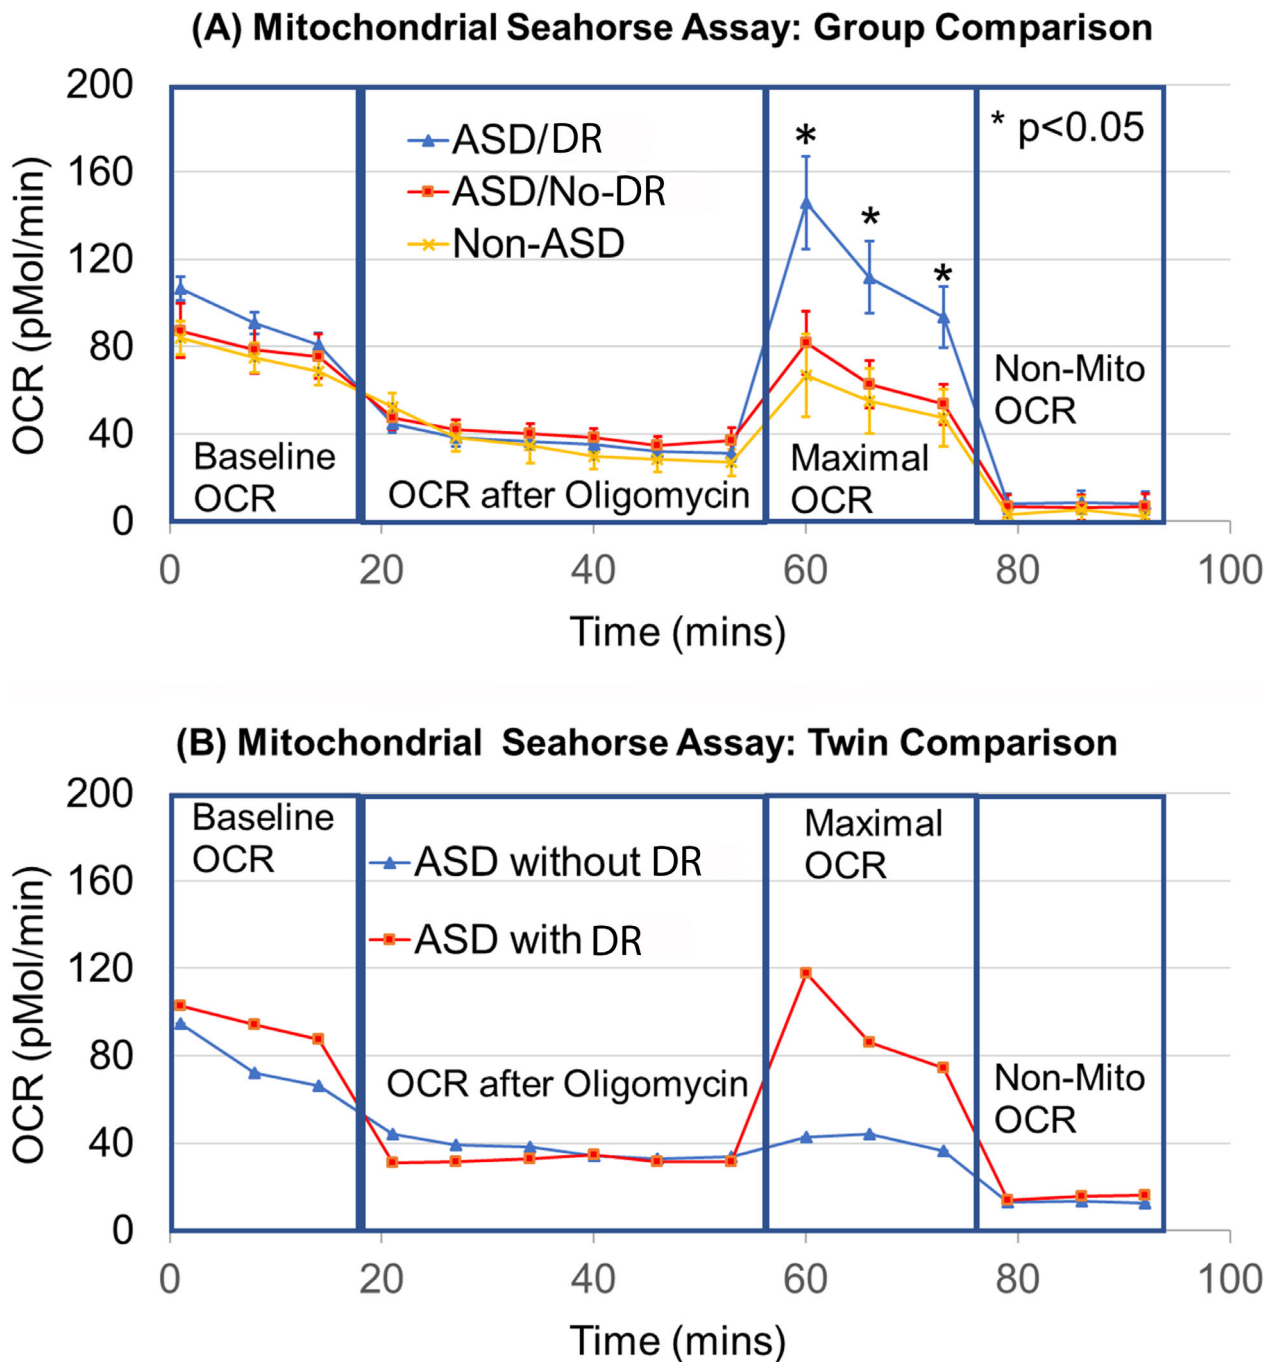 (A) Mitochondrial Seahorse Assay: Group Comparison
OCR (pMol/min)
200
160
120
80
40
0
ASD/DR
ASD/No-DR
Non-ASD
*
*
*
* p<0.05
Baseline
OCR
OCR after Oligomycin
Maximal
OCR
Non-Mito
OCR
0 20 40 60 80 100
Time (mins)
(B) Mitochondrial Seahorse Assay: Twin Comparison
OCR (pMol/min)
200
160
120
80
40
0
Baseline
OCR
ASD without DR
ASD with DR
OCR after Oligomycin
Maximal
OCR
Non-Mito
OCR
0 20 40 60 80 100
Time (mins)